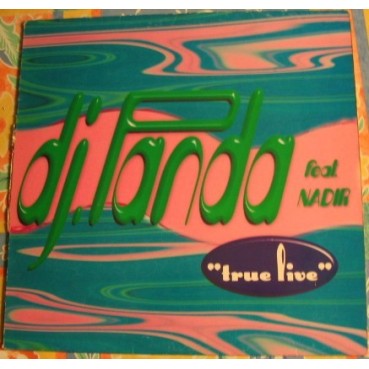 dj. Panda
feat.
NADIR
"true live"